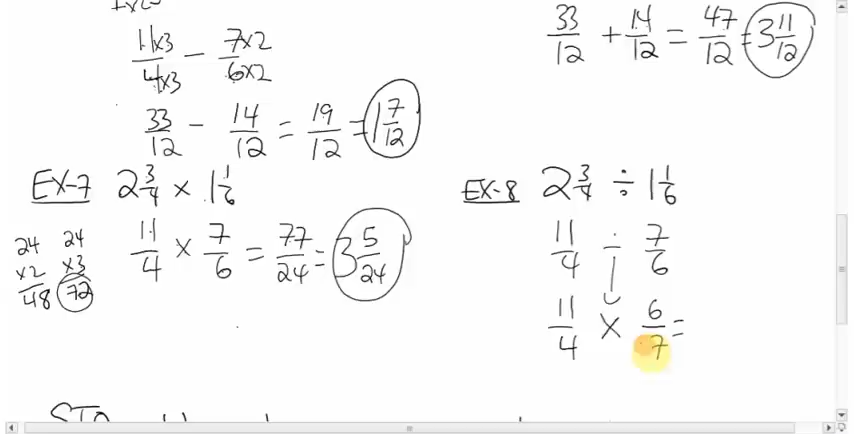 11x3/4x3 − 7x2/6x2
33/12 − 14/12 = 19/12 = 1 7/12
33/12 + 14/12 = 47/12 = 3 11/12
EX-7 2 3/4 × 1 1/6
11/4 × 7/6 = 77/24 = 3 5/24
24 24
x2 x3
48 72
EX-8 2 3/4 ÷ 1 1/6
11/4 ÷ 7/6
11/4 × 6/7 =